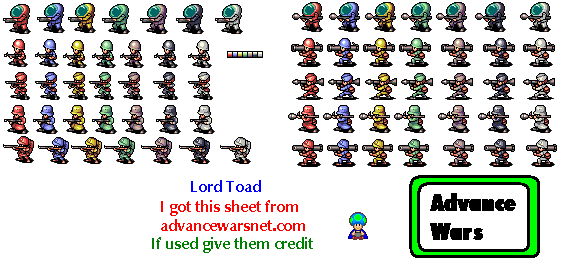 Lord Toad
I got this sheet from
advancewarsnet.com
If used give them credit
Advance
Wars